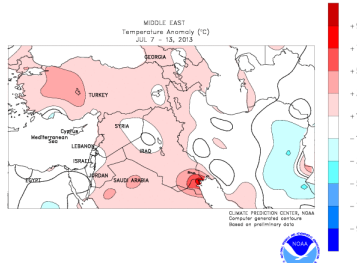 MIDDLE EAST
Temperature Anomaly (°C)
JUL 7 - 13, 2013
GEORGIA
TURKEY
SYRIA
Cyprus
Mediterranean
Sea
LEBANON
IRAQ
ISRAEL
JORDAN
EGYPT
SAUDI ARABIA
CLIMATE PREDICTION CENTER, NOAA
Computer generated contours
Based on preliminary data
NOAA